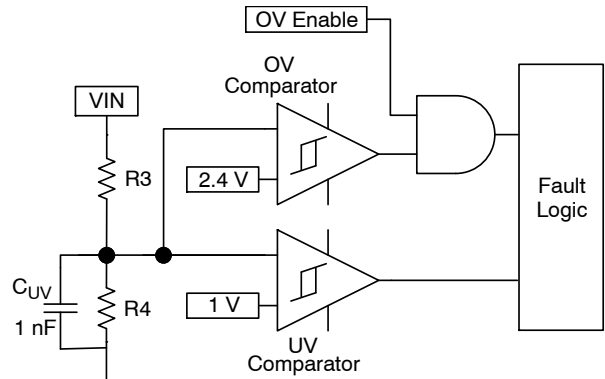 OV Enable
OV
Comparator
VIN
R3
2.4 V
Fault
Logic
C_UV
R4
1 nF
1 V
UV
Comparator